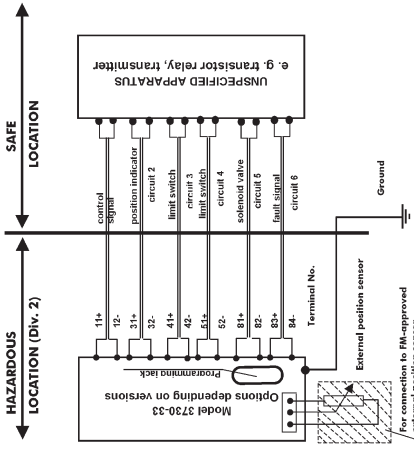 SAFE
LOCATION
HAZARDOUS
LOCATION (Div. 2)
UNSPECIFIED APPARATUS
e. g. transistor relay, transmitter
control
signal
position indicator
circuit 2
limit switch
circuit 3
limit switch
circuit 4
solenoid valve
circuit 5
fault signal
circuit 6
Ground
11+
12-
31+
32-
41+
42-
51+
52-
81+
82-
83+
84-
Terminal No.
Programming jack
Model 3730-33
Options depending on versions
External position sensor
For connection to FM-approved